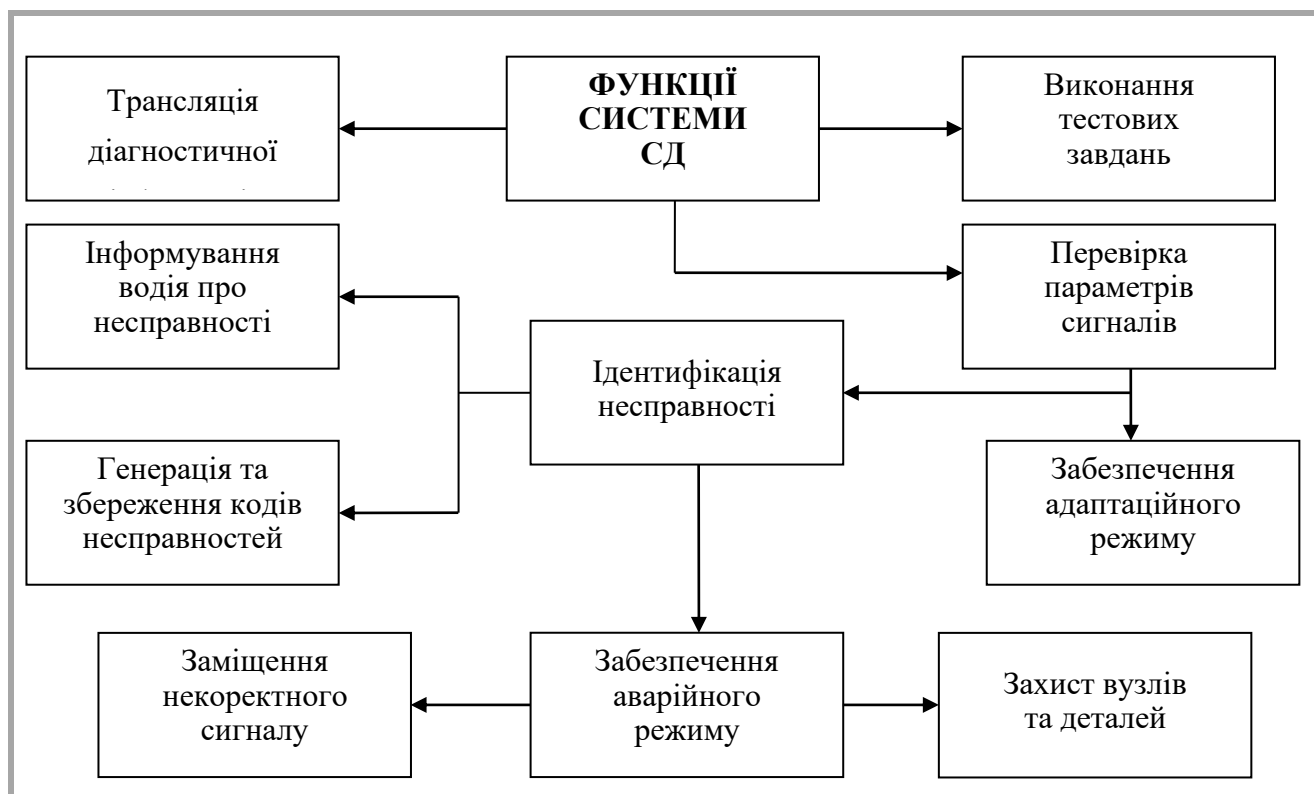 Трансляція
діагностичної
ФУНКЦІЇ
СИСТЕМИ
СД
Виконання
тестових
завдань
Інформування
водія про
несправності
Перевірка
параметрів
сигналів
Ідентифікація
несправності
Генерація та
збереження кодів
несправностей
Забезпечення
адаптаційного
режиму
Заміщення
некоректного
сигналу
Забезпечення
аварійного
режиму
Захист вузлів
та деталей